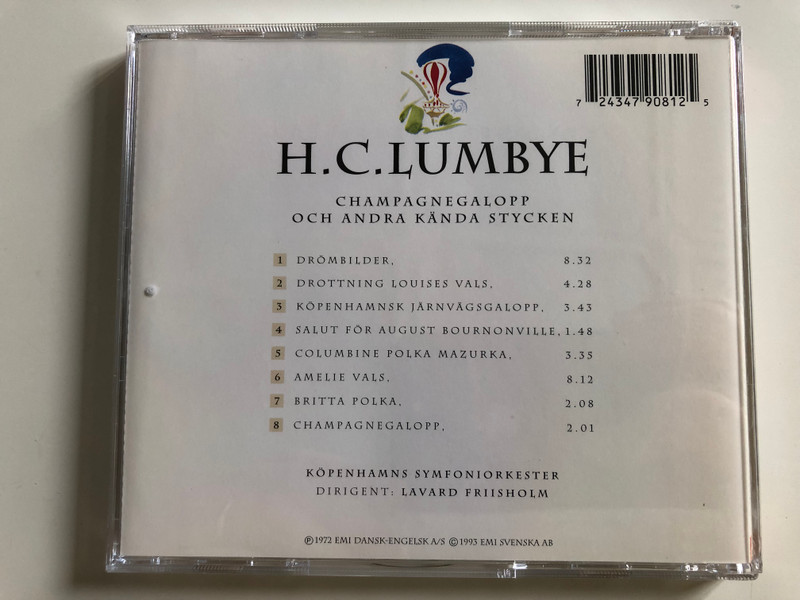 7 24347 90812 5
H.C.LUMBYE
CHAMPAGNEGALOPP
OCH ANDRA KÄNDA STYCKEN
1 DRÖMBILDER, 8.32
2 DROTTNING LOUISES VALS, 4.28
3 KÖPENHAMNSK JÄRNVÄGSGALOPP, 3.43
4 SALUT FÖR AUGUST BOURNONVILLE, 1.48
5 COLUMBINE POLKA MAZURKA, 3.35
6 AMELIE VALS, 8.12
7 BRITTA POLKA, 2.08
8 CHAMPAGNEGALOPP, 2.01
KÖPENHAMNS SYMFONIORKESTER
DIRIGENT: LAVARD FRIISHOLM
℗1972 EMI DANSK-ENGELSK A/S ©1993 EMI SVENSKA AB